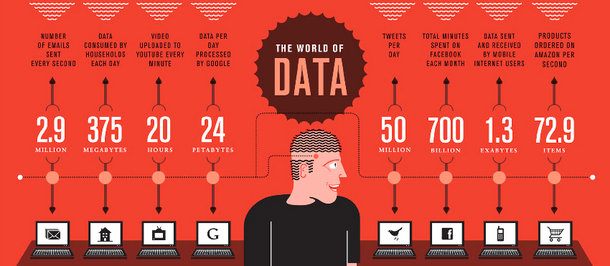 NUMBER
OF EMAILS
SENT
EVERY SECOND
2.9
MILLION
DATA
CONSUMED BY
HOUSEHOLDS
EACH DAY
375
MEGABYTES
VIDEO
UPLOADED TO
YOUTUBE EVERY
MINUTE
20
HOURS
DATA PER
DAY
PROCESSED
BY GOOGLE
24
PETABYTES
THE WORLD OF
DATA
TWEETS
PER
DAY
50
MILLION
TOTAL MINUTES
SPENT ON
FACEBOOK
EACH MONTH
700
BILLION
DATA SENT
AND RECEIVED
BY MOBILE
INTERNET USERS
1.3
EXABYTES
PRODUCTS
ORDERED ON
AMAZON PER
SECOND
72.9
ITEMS
G
f